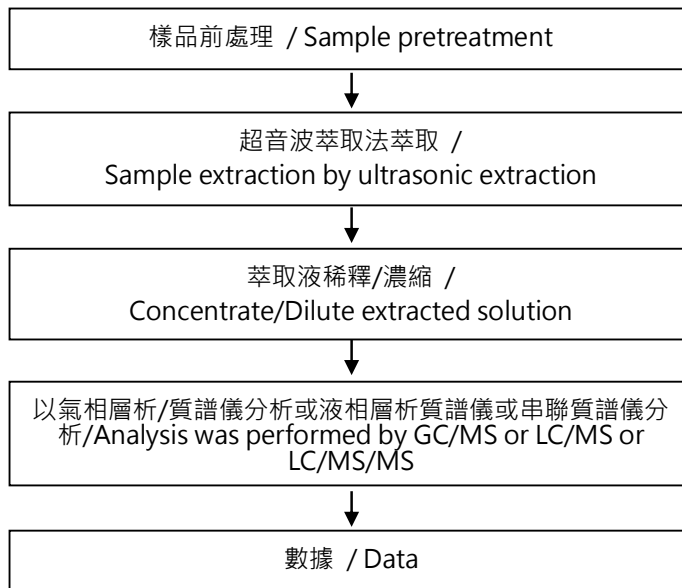 樣品前處理 / Sample pretreatment
超音波萃取法萃取 /
Sample extraction by ultrasonic extraction
萃取液稀釋/濃縮 /
Concentrate/Dilute extracted solution
以氣相層析/質譜儀分析或液相層析質譜儀或串聯質譜儀分
析/Analysis was performed by GC/MS or LC/MS or
LC/MS/MS
數據 / Data